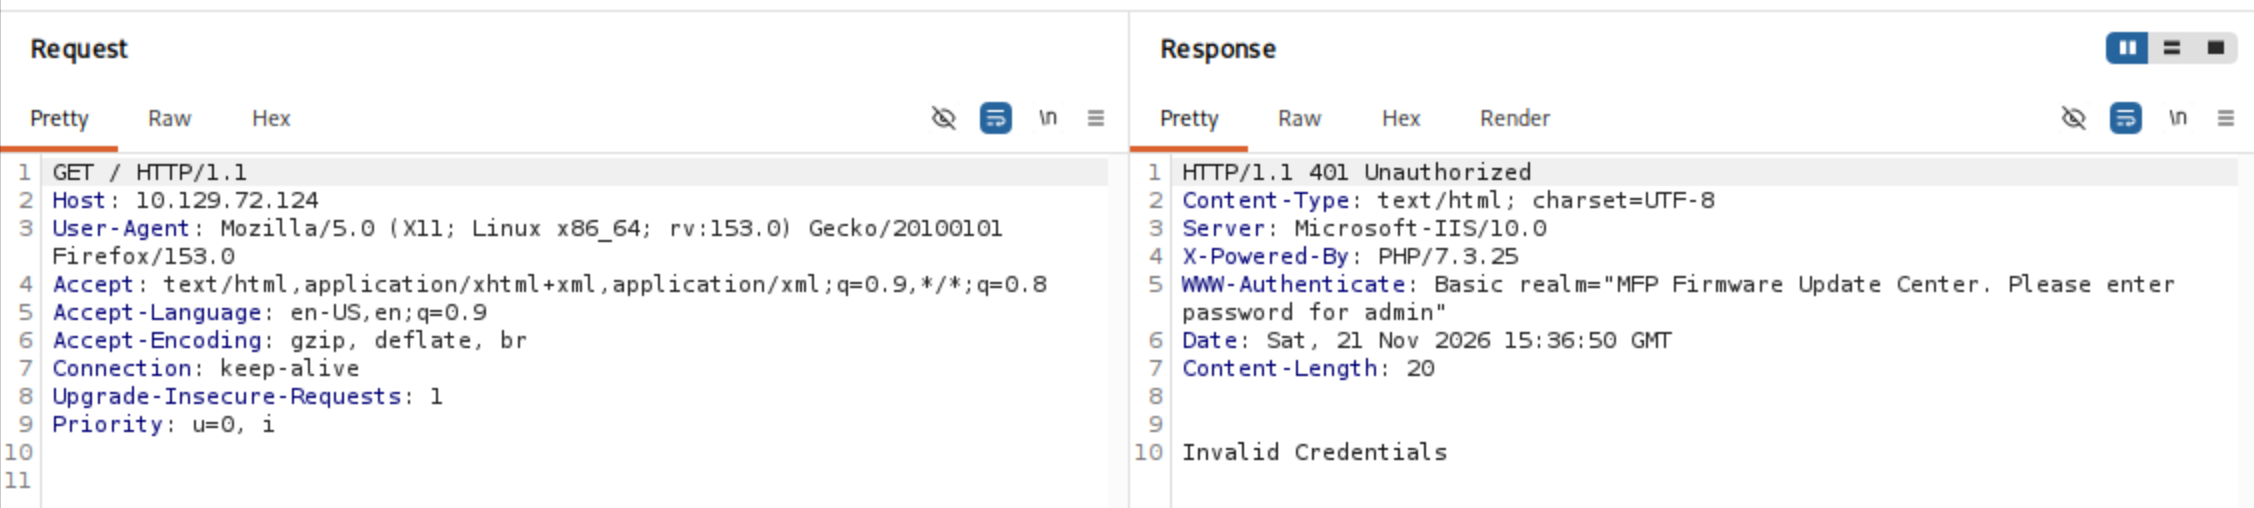 Request
Pretty Raw Hex \n
1 GET / HTTP/1.1
2 Host: 10.129.72.124
3 User-Agent: Mozilla/5.0 (X11; Linux x86_64; rv:153.0) Gecko/20100101
Firefox/153.0
4 Accept: text/html,application/xhtml+xml,application/xml;q=0.9,*/*;q=0.8
5 Accept-Language: en-US,en;q=0.9
6 Accept-Encoding: gzip, deflate, br
7 Connection: keep-alive
8 Upgrade-Insecure-Requests: 1
9 Priority: u=0, i
10
11
Response
Pretty Raw Hex Render \n
1 HTTP/1.1 401 Unauthorized
2 Content-Type: text/html; charset=UTF-8
3 Server: Microsoft-IIS/10.0
4 X-Powered-By: PHP/7.3.25
5 WWW-Authenticate: Basic realm="MFP Firmware Update Center. Please enter
password for admin"
6 Date: Sat, 21 Nov 2026 15:36:50 GMT
7 Content-Length: 20
8
9
10 Invalid Credentials